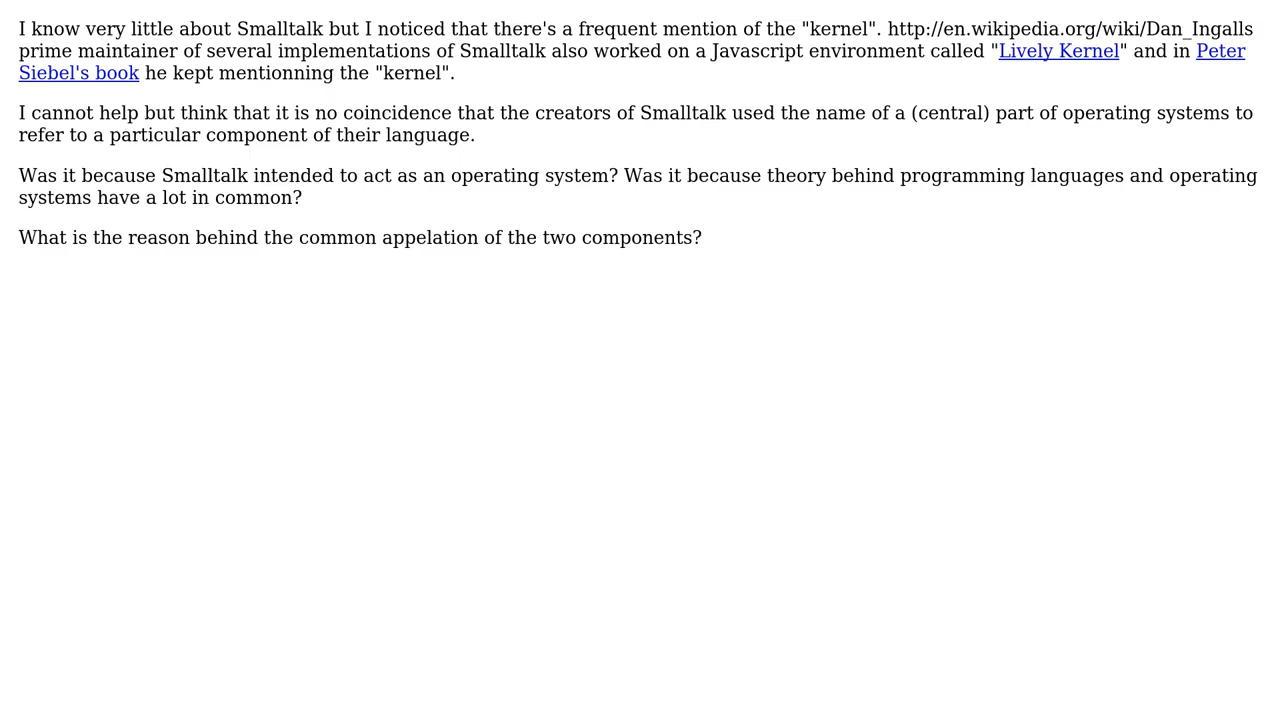 I know very little about Smalltalk but I noticed that there's a frequent mention of the "kernel". http://en.wikipedia.org/wiki/Dan_Ingalls
prime maintainer of several implementations of Smalltalk also worked on a Javascript environment called "Lively Kernel" and in Peter
Siebel's book he kept mentionning the "kernel".
I cannot help but think that it is no coincidence that the creators of Smalltalk used the name of a (central) part of operating systems to
refer to a particular component of their language.
Was it because Smalltalk intended to act as an operating system? Was it because theory behind programming languages and operating
systems have a lot in common?
What is the reason behind the common appelation of the two components?